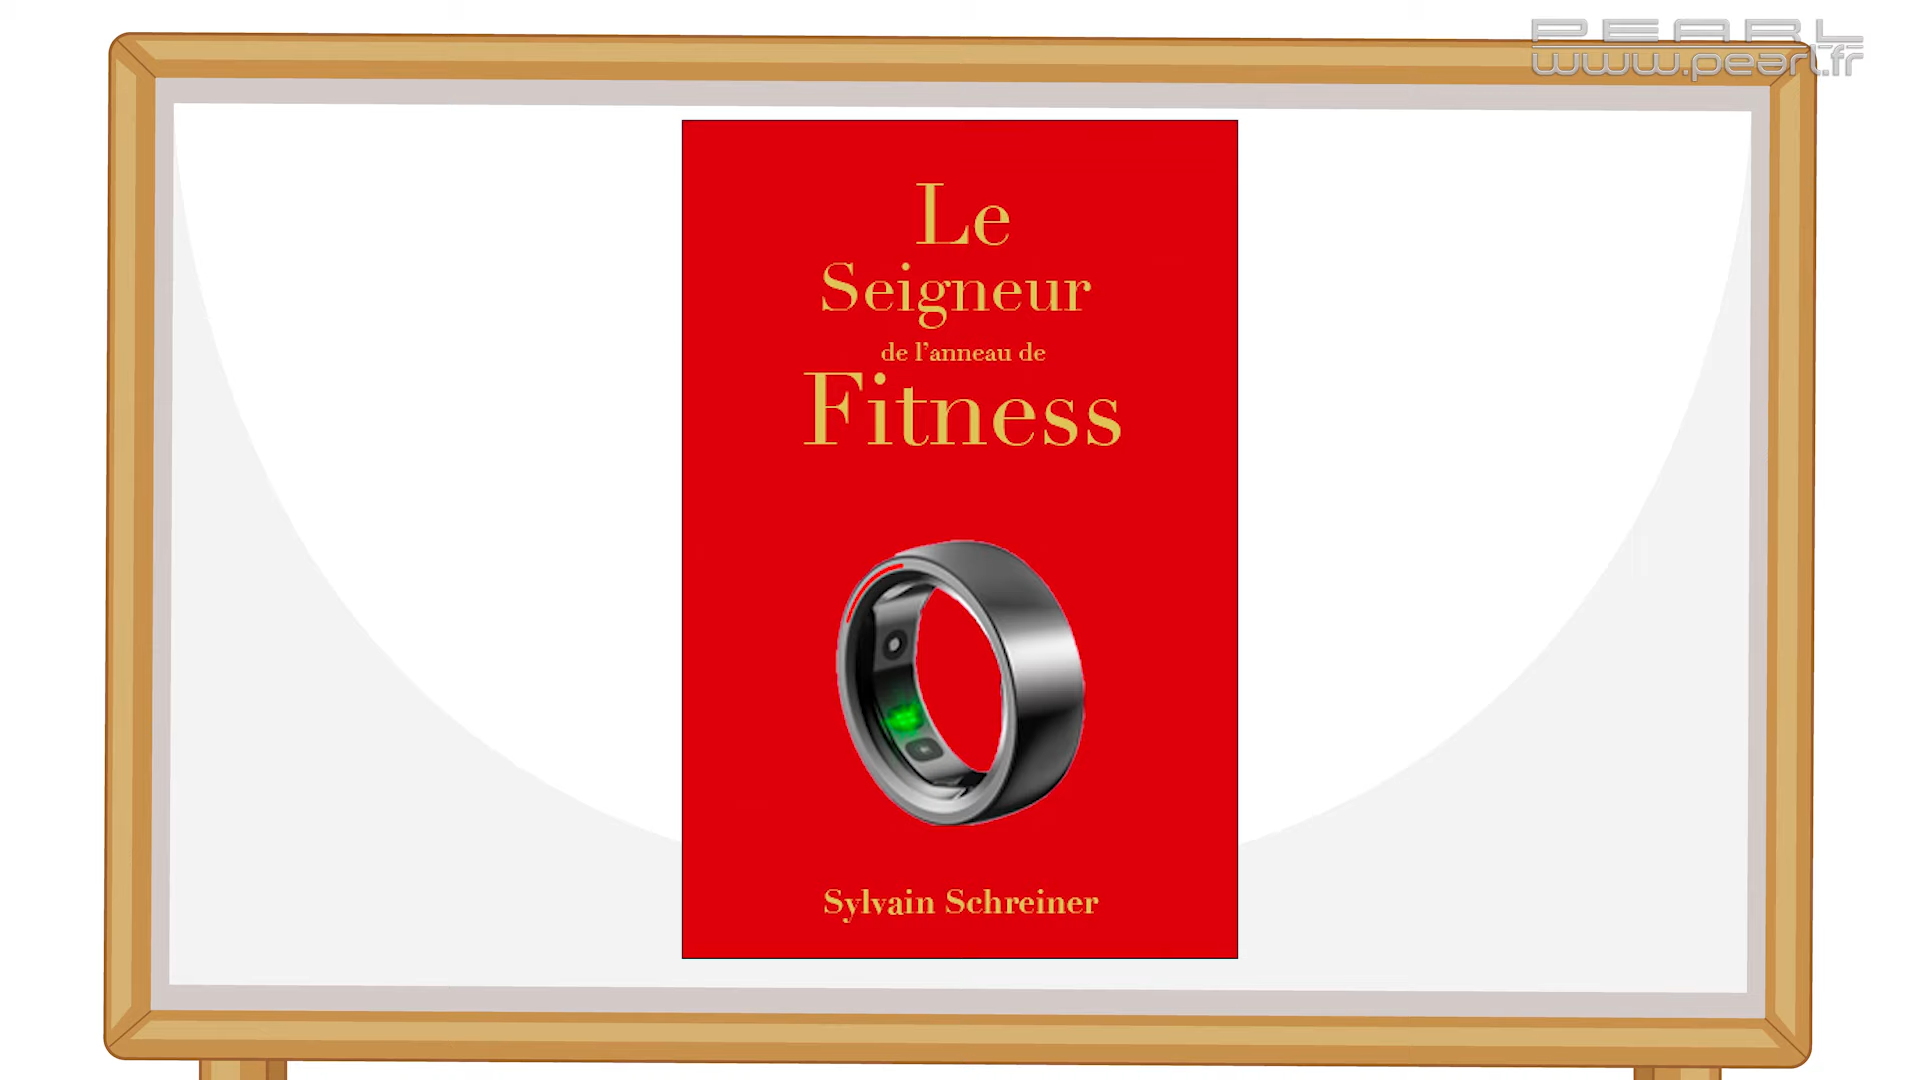 PEARL
www.pearl.fr
Le
Seigneur
de l'anneau de
Fitness
Sylvain Schreiner